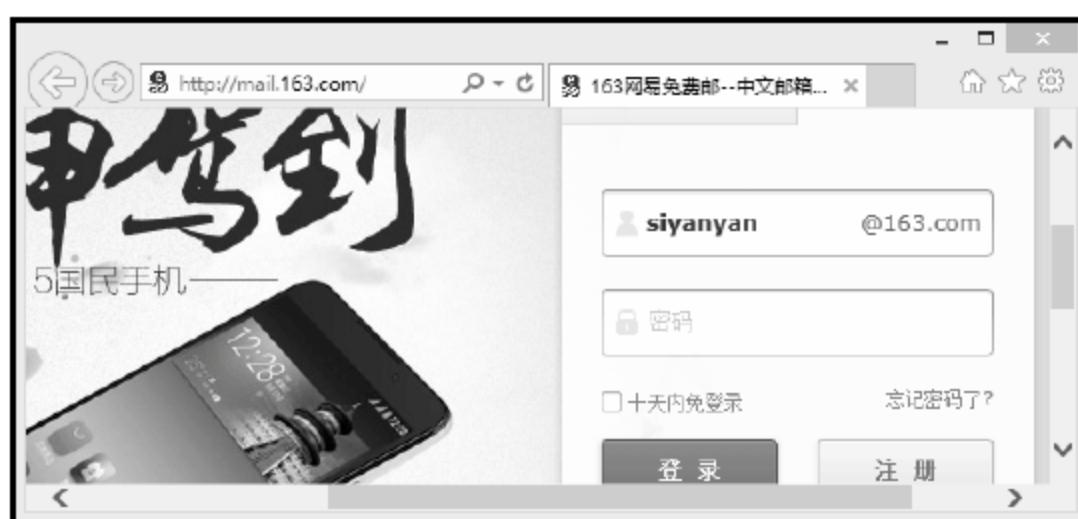 http://mail.163.com/
163网易免费邮--中文邮箱...
驾到
5国民手机
12:28
siyanyan @163.com
密码
十天内免登录 忘记密码了?
登 录 注 册